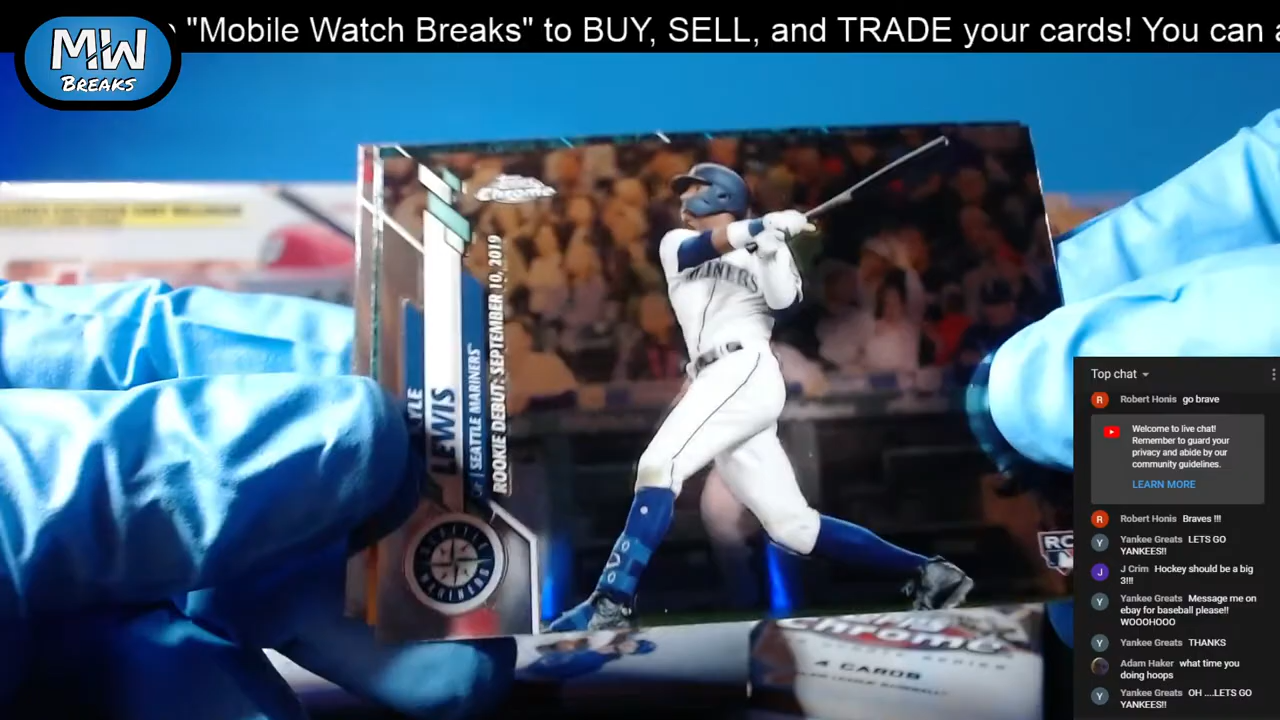 "Mobile Watch Breaks" to BUY, SELL, and TRADE your cards! You can
MW
BREAKS
Chrome
LEWIS
SEATTLE MARINERS
ROOKIE DEBUT: SEPTEMBER 10, 2019
MARINERS
SEATTLE
MARINERS
RC
chrome
4 CARDS
Top chat
Robert Honis go brave
Welcome to live chat!
Remember to guard your
privacy and abide by our
community guidelines.
LEARN MORE
Robert Honis Braves !!!
Yankee Greats LETS GO
YANKEES!!
J Crim Hockey should be a big
3!!!
Yankee Greats Message me on
ebay for baseball please!!
WOOHOOO
Yankee Greats THANKS
Adam Haker what time you
doing hoops
Yankee Greats OH ....LETS GO
YANKEES!!